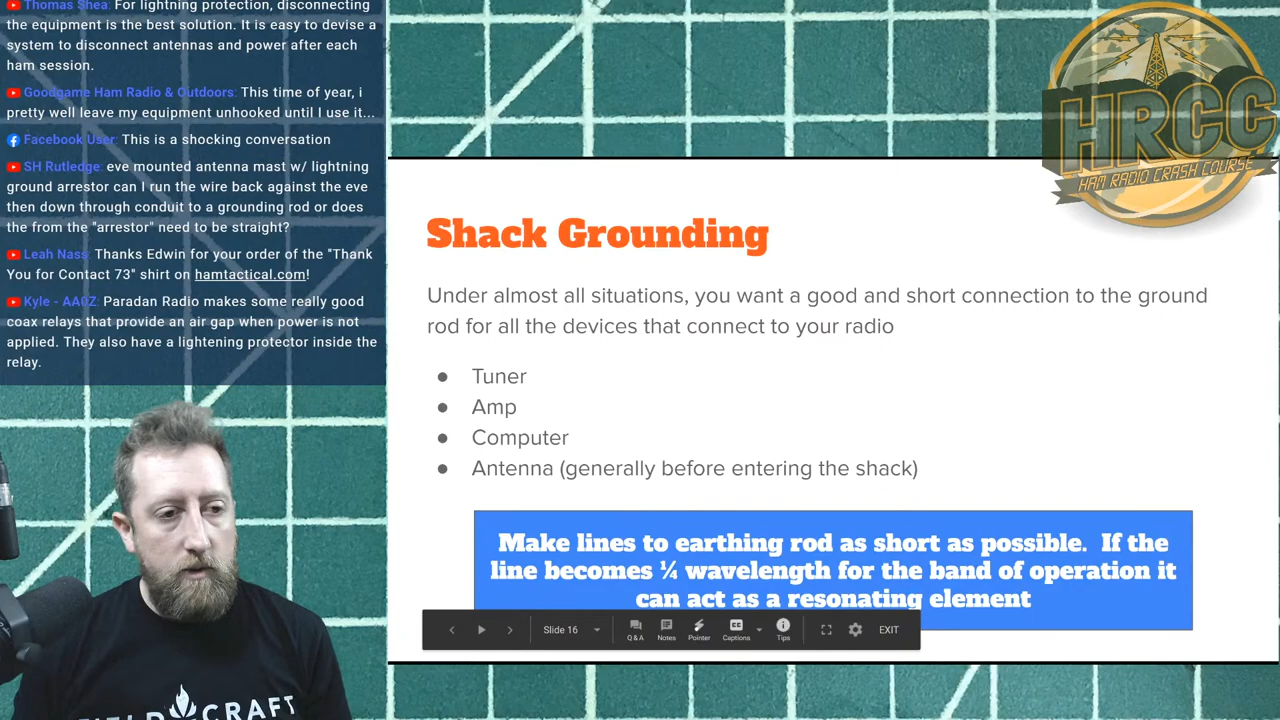 Thomas Shea: For lightning protection, disconnecting
the equipment is the best solution. It is easy to devise a
system to disconnect antennas and power after each
ham session.
Goodgame Ham Radio & Outdoors: This time of year, i
pretty well leave my equipment unhooked until I use it...
Facebook User: This is a shocking conversation
SH Rutledge: eve mounted antenna mast w/ lightning
ground arrestor can I run the wire back against the eve
then down through conduit to a grounding rod or does
the from the "arrestor" need to be straight?
Leah Nass: Thanks Edwin for your order of the "Thank
You for Contact 73" shirt on hamtactical.com!
Kyle - AA0Z: Paradan Radio makes some really good
coax relays that provide an air gap when power is not
applied. They also have a lightening protector inside the
relay.
HRCC
HAM RADIO CRASH COURSE
Shack Grounding
Under almost all situations, you want a good and short connection to the ground
rod for all the devices that connect to your radio
● Tuner
● Amp
● Computer
● Antenna (generally before entering the shack)
Make lines to earthing rod as short as possible. If the
line becomes ¼ wavelength for the band of operation it
can act as a resonating element
Slide 16
Q & A
Notes
Pointer
Captions
Tips
EXIT
CRAFT